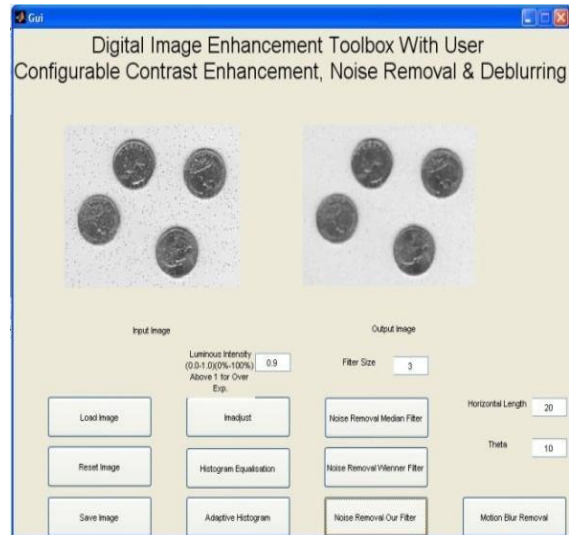 Gui
Digital Image Enhancement Toolbox With User
Configurable Contrast Enhancement, Noise Removal & Deblurring
Input Image
Output Image
Luminous Intensity
(0.0-1.0)(0%-100%)
Above 1 for Over
Exp.
0.9
Filter Size
3
Load Image
Imadjust
Noise Removal Median Filter
Horizontal Length
20
Theta
10
Reset Image
Histogram Equalisation
Noise Removal Wienner Filter
Save Image
Adaptive Histogram
Noise Removal Our Filter
Motion Blur Removal